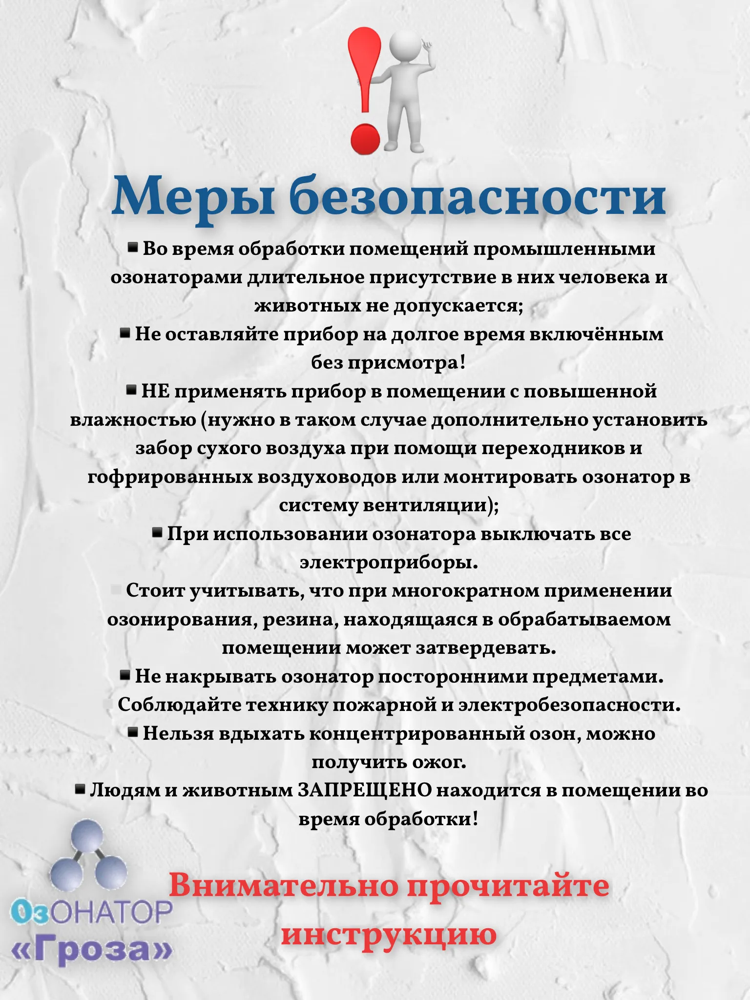 Меры безопасности
▪Во время обработки помещений промышленными
озонаторами длительное присутствие в них человека и
животных не допускается;
▪Не оставляйте прибор на долгое время включённым
без присмотра!
▪НЕ применять прибор в помещении с повышенной
влажностью (нужно в таком случае дополнительно установить
забор сухого воздуха при помощи переходников и
гофрированных воздуховодов или монтировать озонатор в
систему вентиляции);
▪При использовании озонатора выключать все
электроприборы.
▫Стоит учитывать, что при многократном применении
озонирования, резина, находящаяся в обрабатываемом
помещении может затвердевать.
▪Не накрывать озонатор посторонними предметами.
▫Соблюдайте технику пожарной и электробезопасности.
▪Нельзя вдыхать концентрированный озон, можно
получить ожог.
▪Людям и животным ЗАПРЕЩЕНО находится в помещении во
время обработки!
Внимательно прочитайте
инструкцию
ОзОНАТОР
«Гроза»